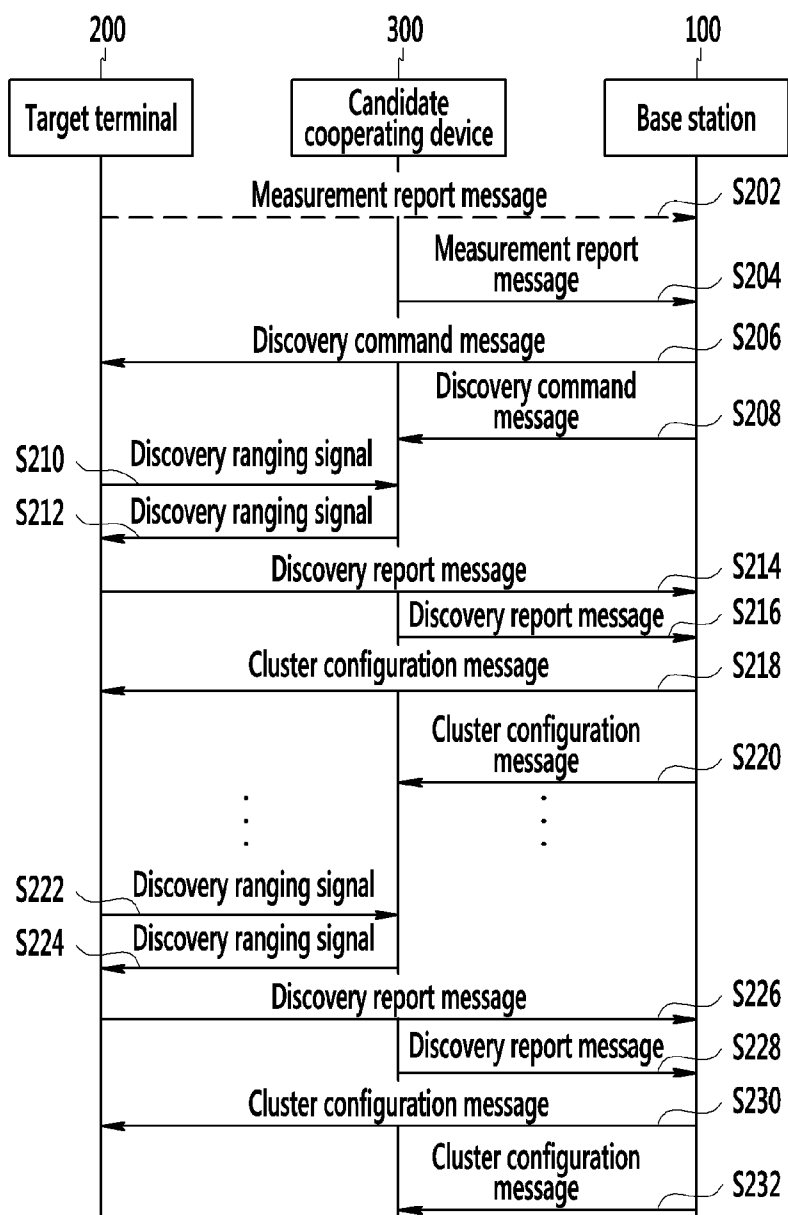 200
300
100
Target terminal
Candidate
cooperating device
Base station
Measurement report message
S202
Measurement report
message
S204
Discovery command message
S206
Discovery command
message
S208
S210
Discovery ranging signal
S212
Discovery ranging signal
Discovery report message
S214
Discovery report message
S216
Cluster configuration message
S218
Cluster configuration
message
S220
S222
Discovery ranging signal
S224
Discovery ranging signal
Discovery report message
S226
Discovery report message
S228
Cluster configuration message
S230
Cluster configuration
message
S232